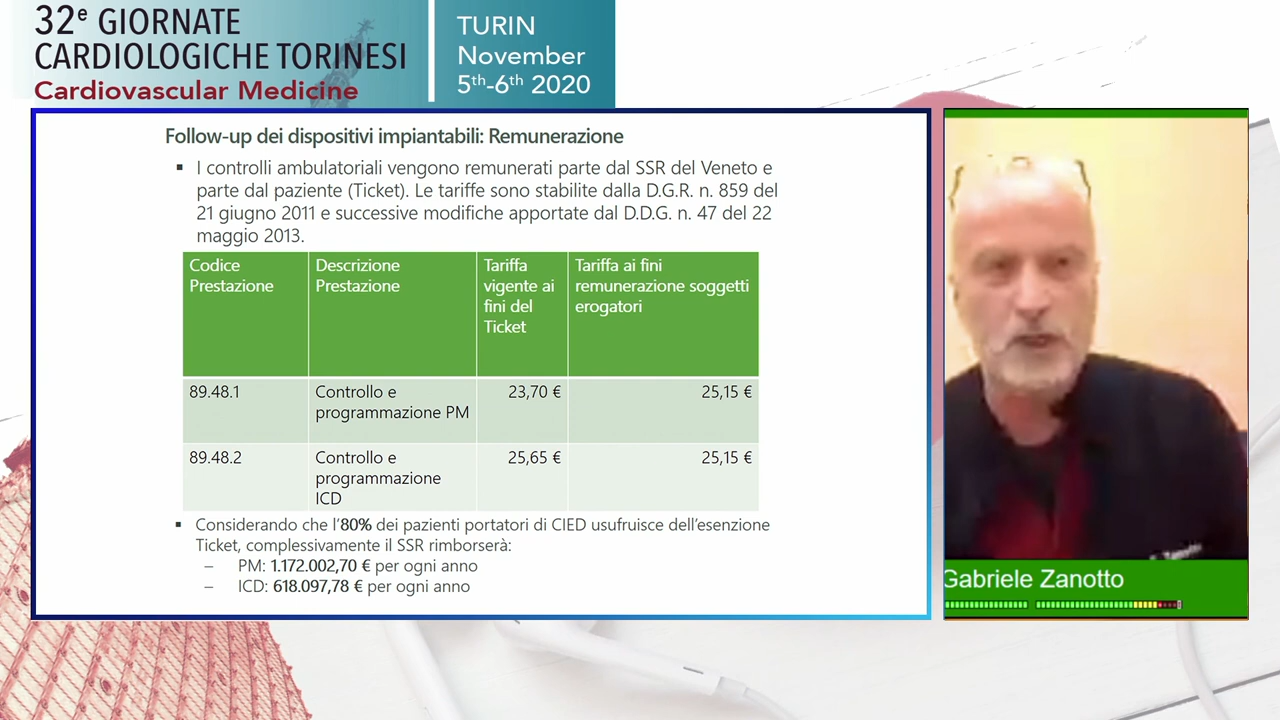 32e GIORNATE
CARDIOLOGICHE TORINESI
Cardiovascular Medicine
TURIN
November
5th-6th 2020
Follow-up dei dispositivi impiantabili: Remunerazione
▪ I controlli ambulatoriali vengono remunerati parte dal SSR del Veneto e
parte dal paziente (Ticket). Le tariffe sono stabilite dalla D.G.R. n. 859 del
21 giugno 2011 e successive modifiche apportate dal D.D.G. n. 47 del 22
maggio 2013.
Codice
Prestazione
Descrizione
Prestazione
Tariffa
vigente ai
fini del
Ticket
Tariffa ai fini
remunerazione soggetti
erogatori
89.48.1
Controllo e
programmazione PM
23,70 €
25,15 €
89.48.2
Controllo e
programmazione
ICD
25,65 €
25,15 €
▪ Considerando che l'80% dei pazienti portatori di CIED usufruisce dell'esenzione
Ticket, complessivamente il SSR rimborserà:
– PM: 1.172.002,70 € per ogni anno
– ICD: 618.097,78 € per ogni anno
Gabriele Zanotto